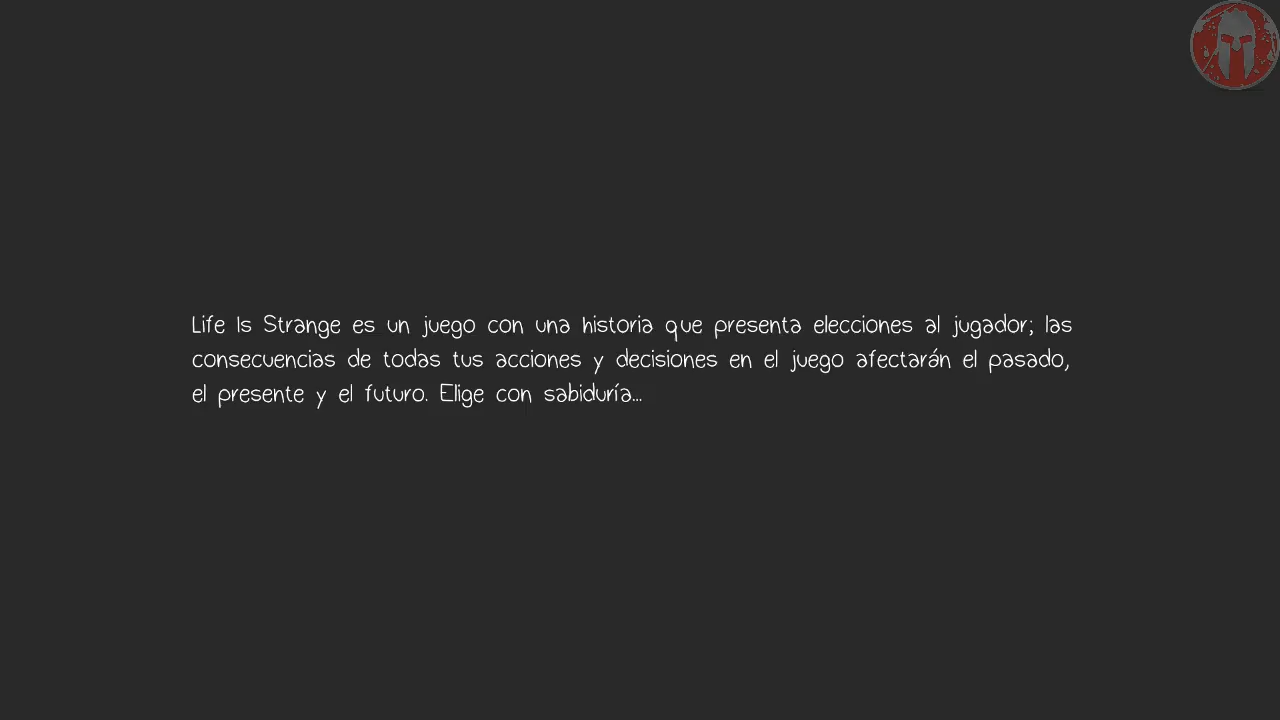 Life Is Strange es un juego con una historia que presenta elecciones al jugador; las
consecuencias de todas tus acciones y decisiones en el juego afectarán el pasado,
el presente y el futuro. Elige con sabiduría...